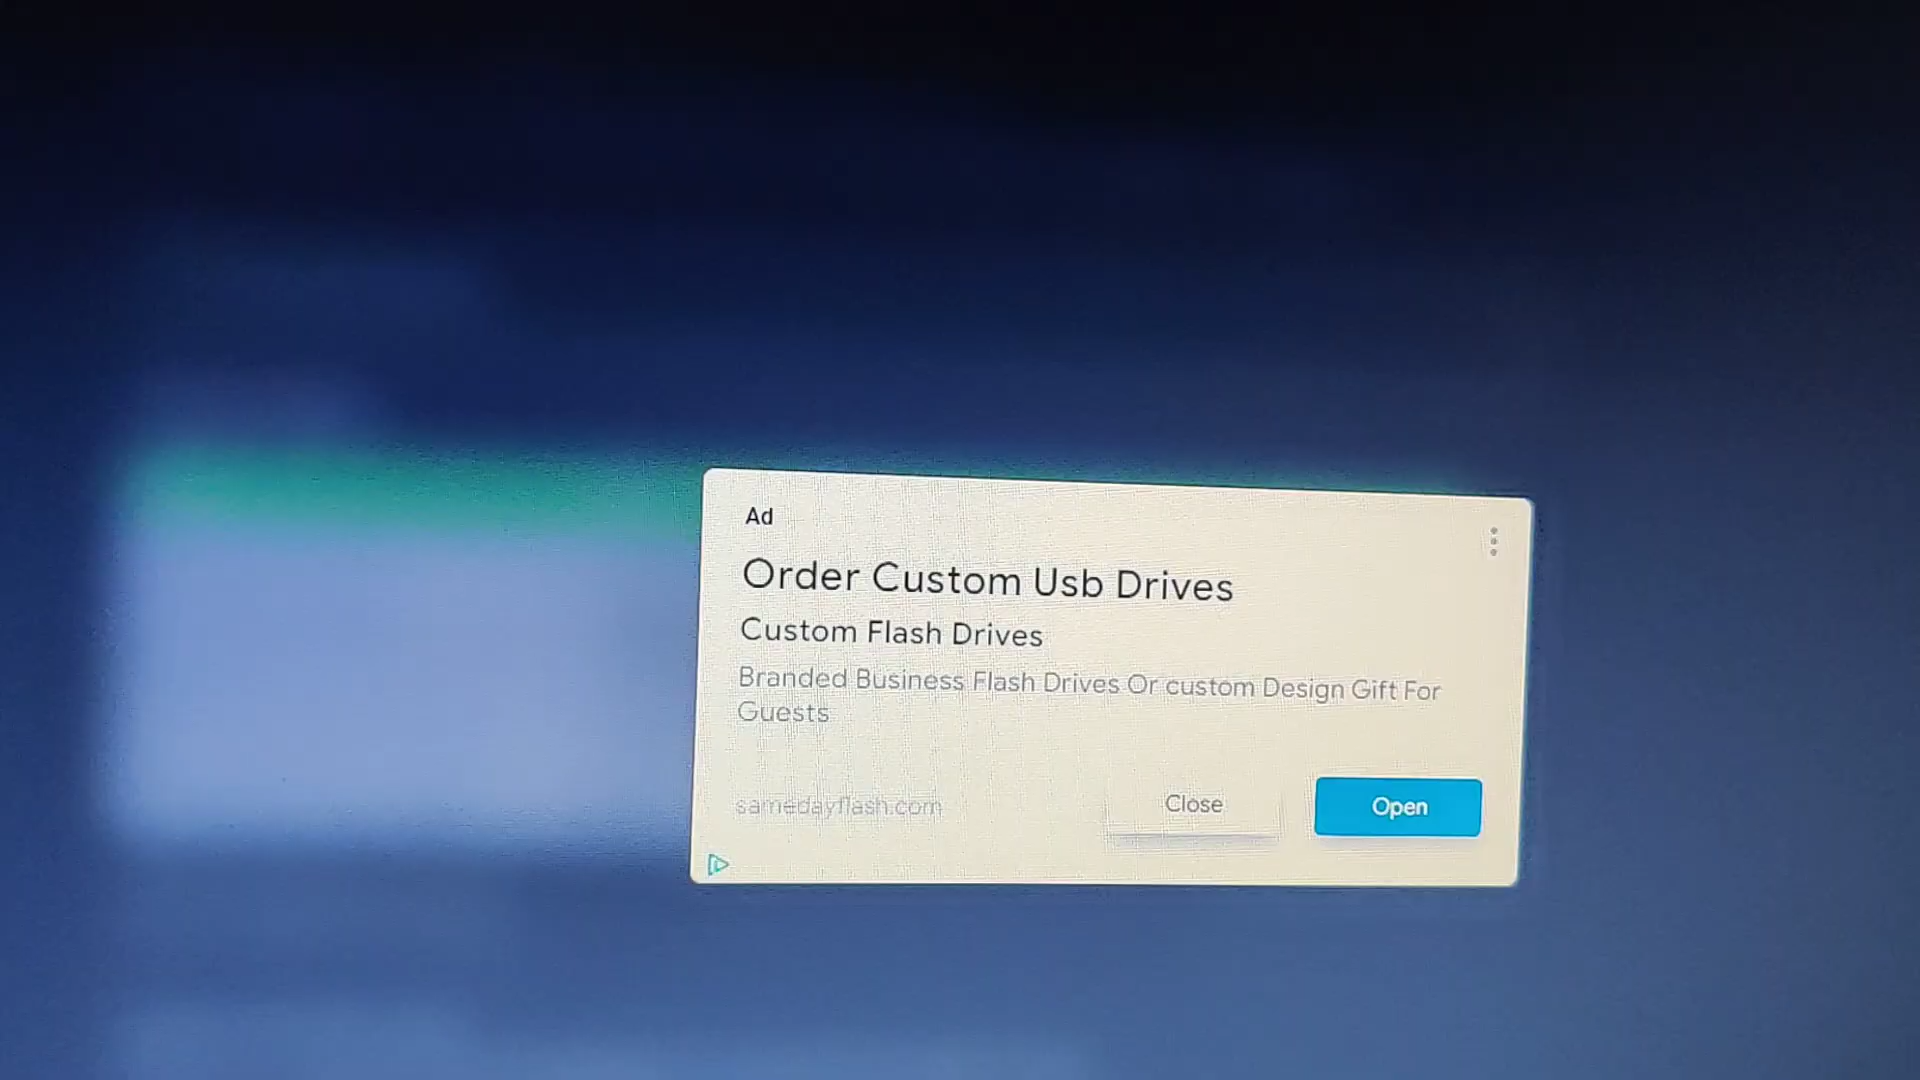 Ad
Order Custom Usb Drives
Custom Flash Drives
Branded Business Flash Drives Or custom Design Gift For
Guests
samedayflash.com
Close
Open